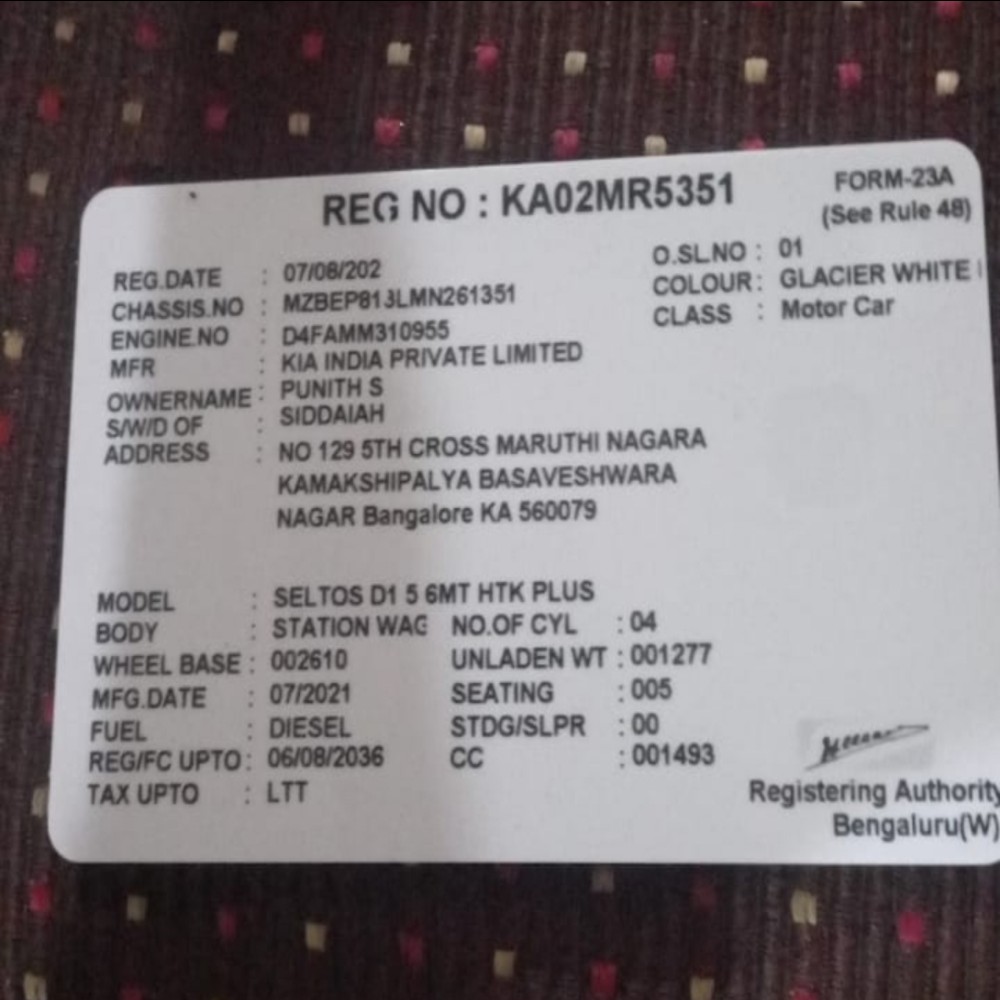 REG NO : KA02MR5351
FORM-23A
(See Rule 48)
REG.DATE : 07/08/202
O.SL.NO : 01
CHASSIS.NO : MZBEP813LMN261351
COLOUR : GLACIER WHITE
ENGINE.NO : D4FAMM310955
CLASS : Motor Car
MFR : KIA INDIA PRIVATE LIMITED
OWNERNAME : PUNITH S
S/W/D OF : SIDDAIAH
ADDRESS : NO 129 5TH CROSS MARUTHI NAGARA
KAMAKSHIPALYA BASAVESHWARA
NAGAR Bangalore KA 560079
MODEL : SELTOS D1 5 6MT HTK PLUS
BODY : STATION WAG NO.OF CYL : 04
WHEEL BASE : 002610 UNLADEN WT : 001277
MFG.DATE : 07/2021 SEATING : 005
FUEL : DIESEL STDG/SLPR : 00
REG/FC UPTO : 06/08/2036 CC : 001493
TAX UPTO : LTT
Registering Authority
Bengaluru(W)